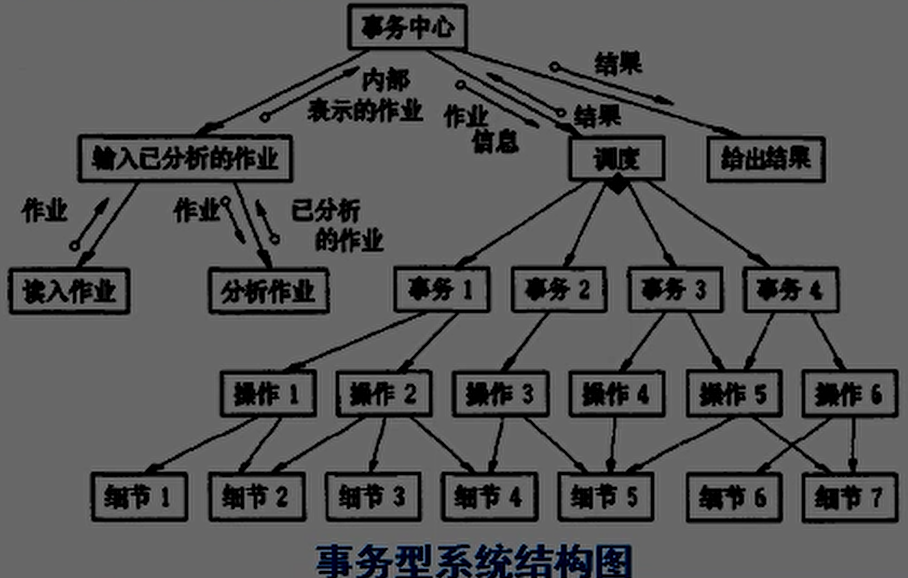 事务中心
结果
内部
表示的作业
作业
信息
结果
输入已分析的作业
调度
给出结果
作业
作业
已分析
的作业
读入作业
分析作业
事务1
事务2
事务3
事务4
操作1
操作2
操作3
操作4
操作5
操作6
细节1
细节2
细节3
细节4
细节5
细节6
细节7
事务型系统结构图